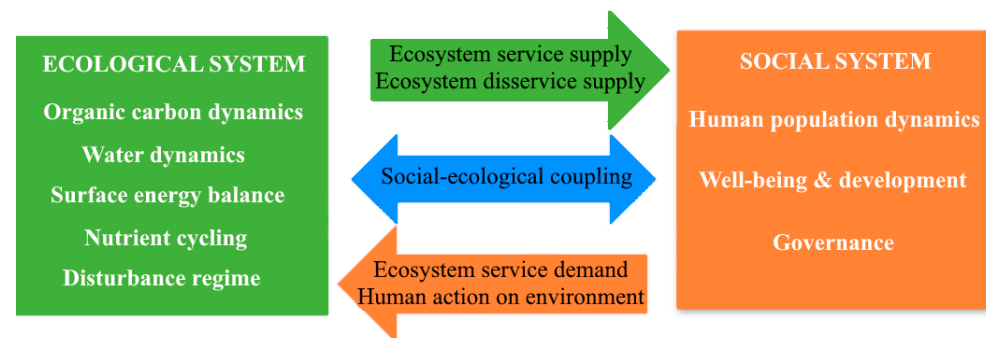 ECOLOGICAL SYSTEM
Organic carbon dynamics
Water dynamics
Surface energy balance
Nutrient cycling
Disturbance regime
Ecosystem service supply
Ecosystem disservice supply
Social-ecological coupling
Ecosystem service demand
Human action on environment
SOCIAL SYSTEM
Human population dynamics
Well-being & development
Governance